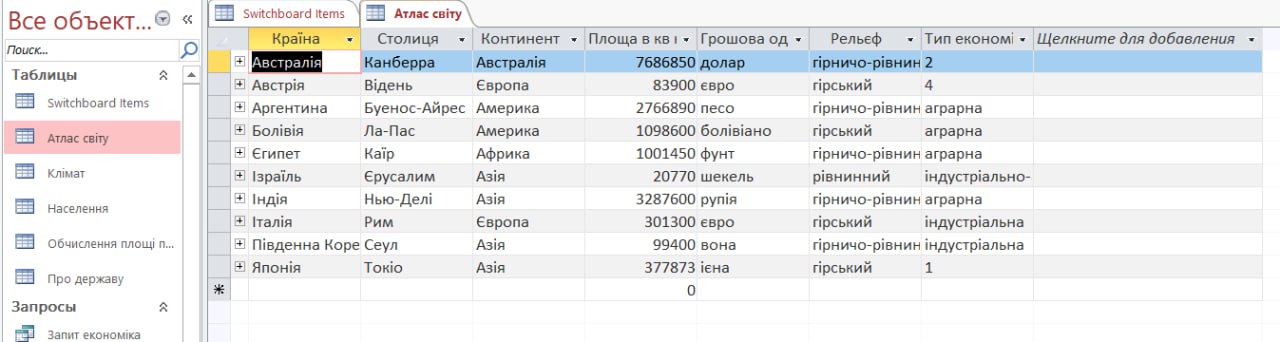 Все объект... «
Поиск...
Таблицы
Switchboard Items
Атлас світу
Клімат
Населення
Обчислення площі п...
Про державу
Запросы
Запит економіка
Switchboard Items Атлас світу
Країна Столиця Континент Площа в кв Грошова од Рельєф Тип економі Щелкните для добавления
Австралія Канберра Австралія 7686850 долар гірничо-рівнин 2
Австрія Відень Європа 83900 євро гірський 4
Аргентина Буенос-Айрес Америка 2766890 песо гірничо-рівнин аграрна
Болівія Ла-Пас Америка 1098600 болівіано гірський аграрна
Єгипет Каїр Африка 1001450 фунт гірничо-рівнин аграрна
Ізраїль Єрусалим Азія 20770 шекель рівнинний індустріально-
Індія Нью-Делі Азія 3287600 рупія гірничо-рівнин аграрна
Італія Рим Європа 301300 євро гірський індустріальна
Південна Коре Сеул Азія 99400 вона гірничо-рівнин індустріальна
Японія Токіо Азія 377873 ієна гірський 1
0